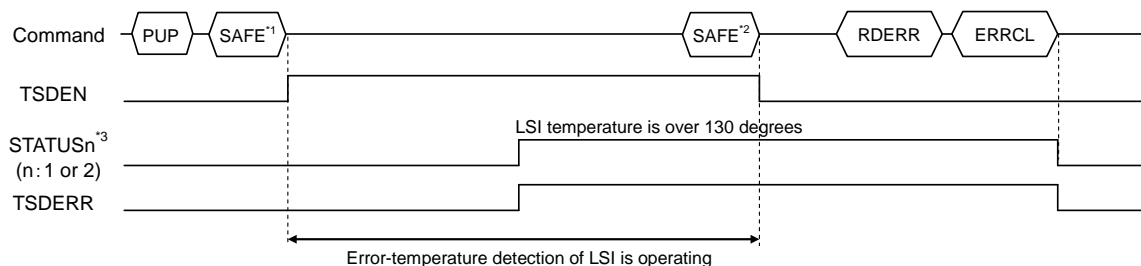 Command PUP SAFE*1 SAFE*2 RDERR ERRCL
TSDEN
LSI temperature is over 130 degrees
STATUSn*3
(n:1 or 2)
TSDERR
Error-temperature detection of LSI is operating